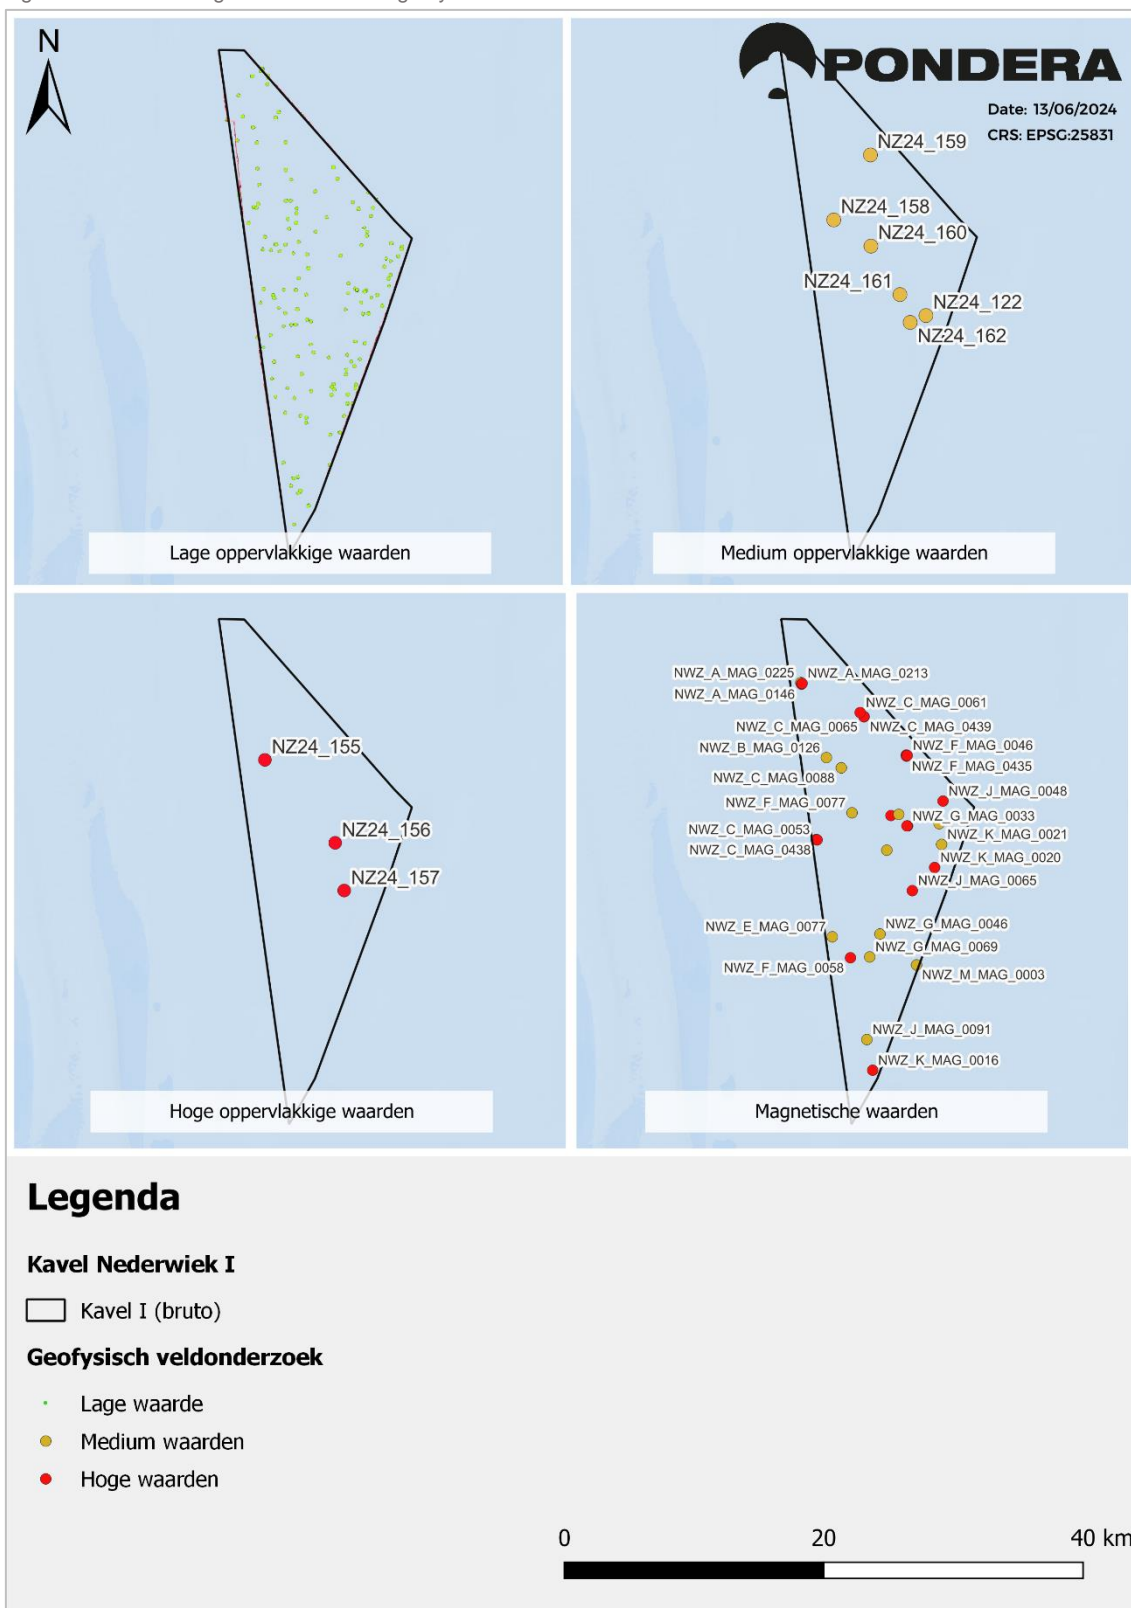 N
PONDERA
Date: 13/06/2024
CRS: EPSG:25831
NZ24_159
NZ24_158
NZ24_160
NZ24_161
NZ24_122
NZ24_162
Lage oppervlakkige waarden
Medium oppervlakkige waarden
NZ24_155
NZ24_156
NZ24_157
Hoge oppervlakkige waarden
NWZ_A_MAG_0225
NWZ_A_MAG_0213
NWZ_A_MAG_0146
NWZ_C_MAG_0061
NWZ_C_MAG_0065
NWZ_C_MAG_0439
NWZ_B_MAG_0126
NWZ_F_MAG_0046
NWZ_F_MAG_0435
NWZ_C_MAG_0088
NWZ_J_MAG_0048
NWZ_F_MAG_0077
NWZ_G_MAG_0033
NWZ_C_MAG_0053
NWZ_K_MAG_0021
NWZ_C_MAG_0438
NWZ_K_MAG_0020
NWZ_J_MAG_0065
NWZ_E_MAG_0077
NWZ_G_MAG_0046
NWZ_G_MAG_0069
NWZ_F_MAG_0058
NWZ_M_MAG_0003
NWZ_J_MAG_0091
NWZ_K_MAG_0016
Magnetische waarden
Legenda
Kavel Nederwiek I
Kavel I (bruto)
Geofysisch veldonderzoek
Lage waarde
Medium waarden
Hoge waarden
0 20 40 km